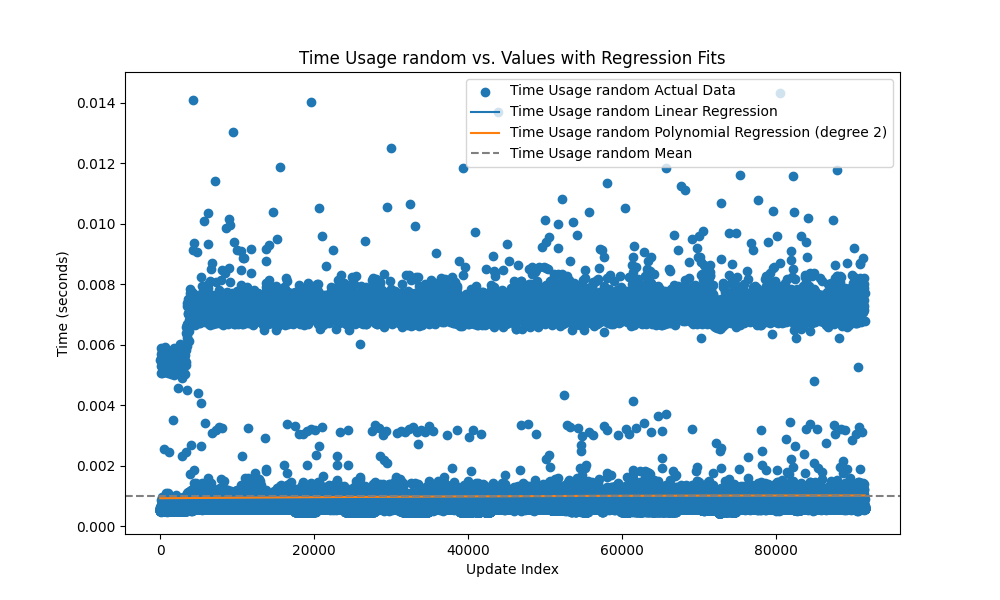 Time Usage random vs. Values with Regression Fits
Time Usage random Actual Data
Time Usage random Linear Regression
Time Usage random Polynomial Regression (degree 2)
Time Usage random Mean
Time (seconds)
0.014
0.012
0.010
0.008
0.006
0.004
0.002
0.000
0
20000
40000
60000
80000
Update Index